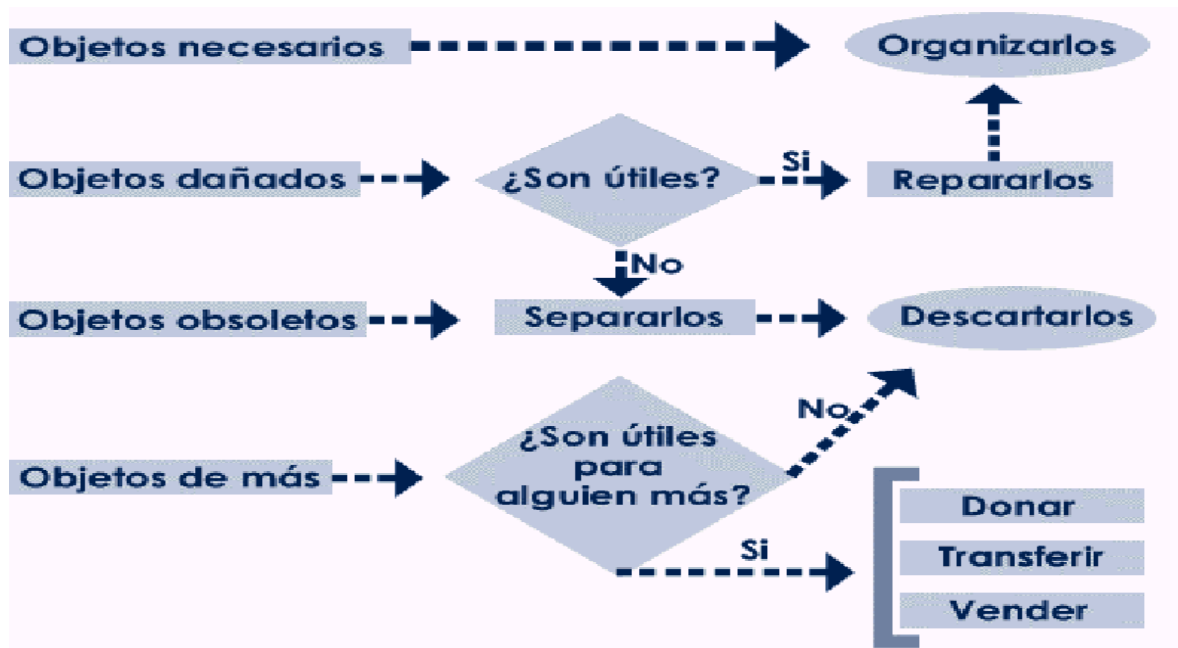 Objetos necesarios
Organizarlos
Objetos dañados
¿Son útiles?
Si
Repararlos
No
Objetos obsoletos
Separarlos
Descartarlos
Objetos de más
¿Son útiles
para
alguien más?
No
Si
Donar
Transferir
Vender